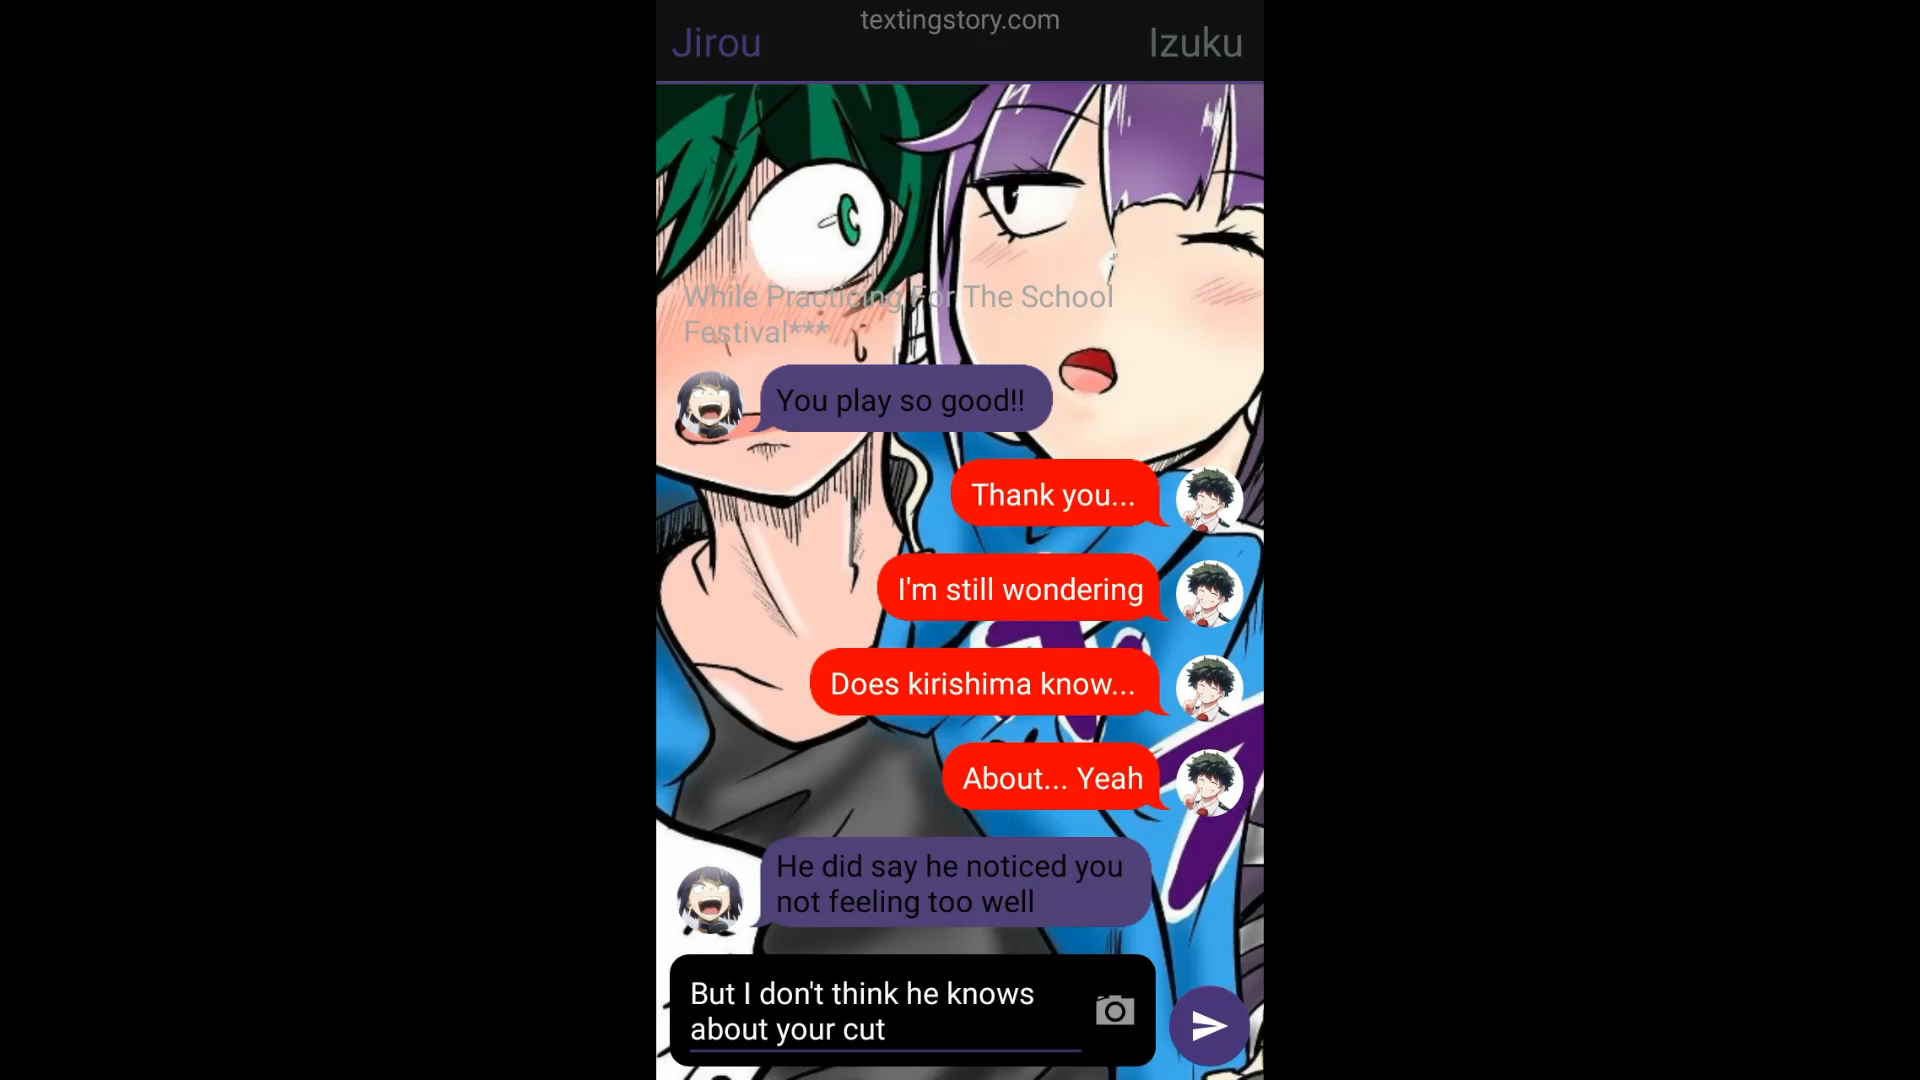 textingstory.com
Jirou
Izuku
While Practicing For The School
Festival***
You play so good!!
Thank you...
I'm still wondering
Does kirishima know...
About... Yeah
He did say he noticed you
not feeling too well
But I don't think he knows
about your cut